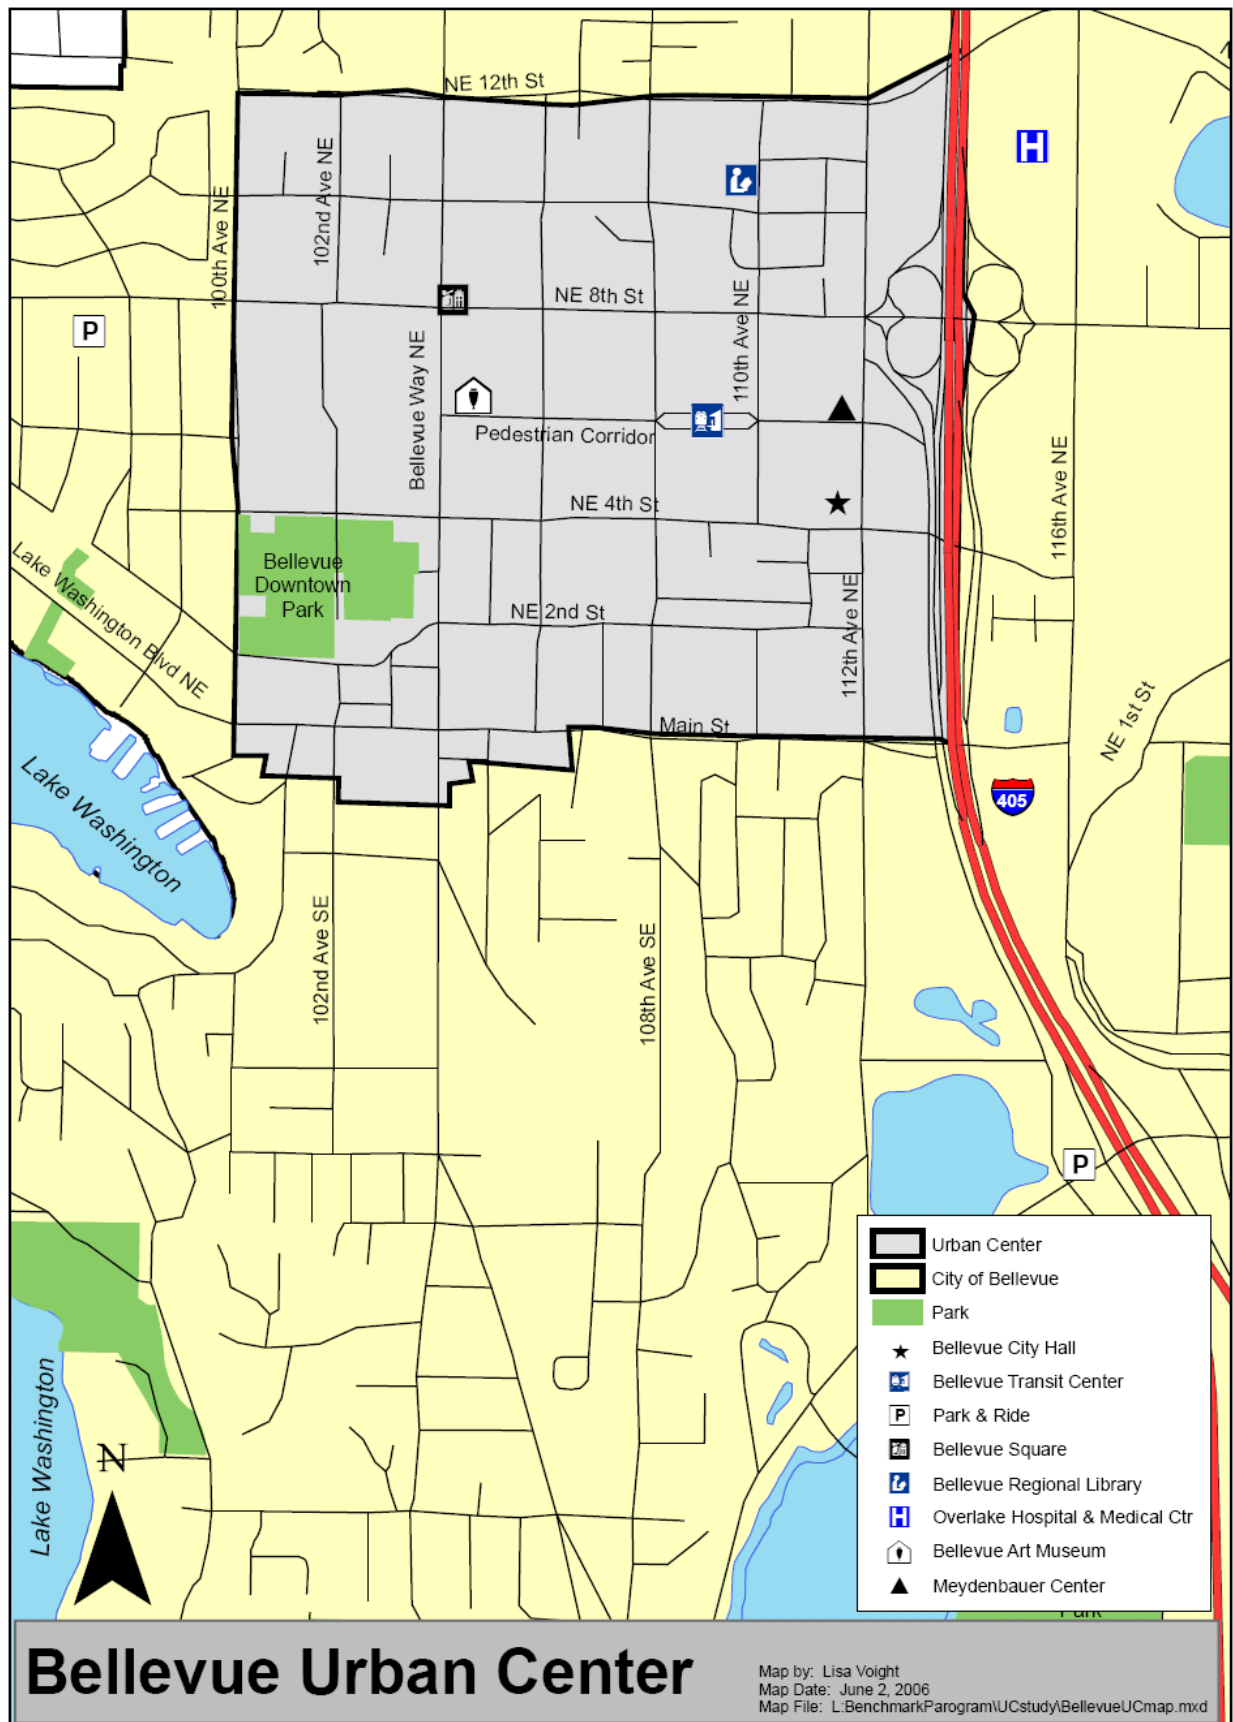 NE 12th St
100th Ave NE
102nd Ave NE
H
P
NE 8th St
Bellevue Way NE
110th Ave NE
Pedestrian Corridor
116th Ave NE
NE 4th St
Lake Washington Blvd NE
Bellevue
Downtown
Park
NE 2nd St
112th Ave NE
Main St
NE 1st St
Lake Washington
405
102nd Ave SE
108th Ave SE
P
Urban Center
City of Bellevue
Park
Bellevue City Hall
Bellevue Transit Center
P Park & Ride
Bellevue Square
Bellevue Regional Library
H Overlake Hospital & Medical Ctr
Bellevue Art Museum
Meydenbauer Center
Lake Washington
N
Park
Bellevue Urban Center
Map by: Lisa Voight
Map Date: June 2, 2006
Map File: L:BenchmarkParogram\UCstudy\BellevueUCmap.mxd